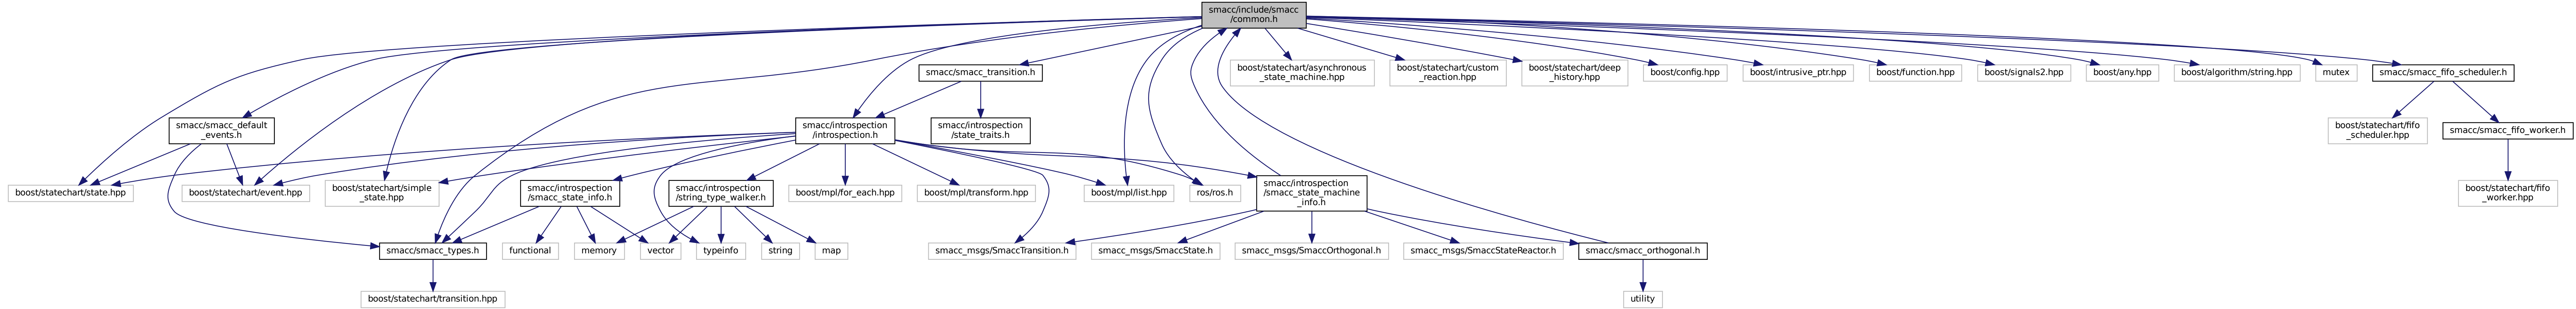 smacc/include/smacc
/common.h
smacc/smacc_transition.h
boost/statechart/asynchronous
_state_machine.hpp
boost/statechart/custom
_reaction.hpp
boost/statechart/deep
_history.hpp
boost/config.hpp
boost/intrusive_ptr.hpp
boost/function.hpp
boost/signals2.hpp
boost/any.hpp
boost/algorithm/string.hpp
mutex
smacc/smacc_fifo_scheduler.h
smacc/smacc_default
_events.h
smacc/introspection
/introspection.h
smacc/introspection
/state_traits.h
boost/statechart/fifo
_scheduler.hpp
smacc/smacc_fifo_worker.h
boost/statechart/state.hpp
boost/statechart/event.hpp
boost/statechart/simple
_state.hpp
smacc/introspection
/smacc_state_info.h
smacc/introspection
/string_type_walker.h
boost/mpl/for_each.hpp
boost/mpl/transform.hpp
boost/mpl/list.hpp
ros/ros.h
smacc/introspection
/smacc_state_machine
_info.h
boost/statechart/fifo
_worker.hpp
smacc/smacc_types.h
functional
memory
vector
typeinfo
string
map
smacc_msgs/SmaccTransition.h
smacc_msgs/SmaccState.h
smacc_msgs/SmaccOrthogonal.h
smacc_msgs/SmaccStateReactor.h
smacc/smacc_orthogonal.h
boost/statechart/transition.hpp
utility